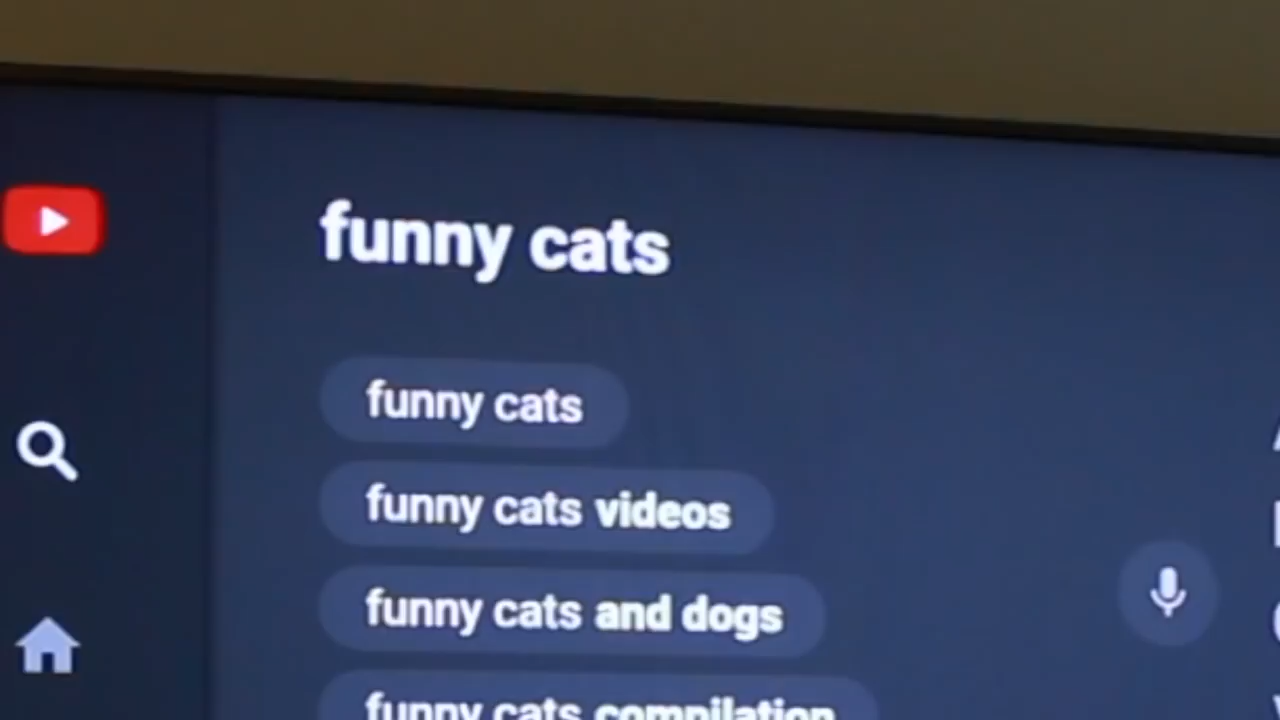 funny cats
funny cats
funny cats videos
funny cats and dogs
funny cats compilation